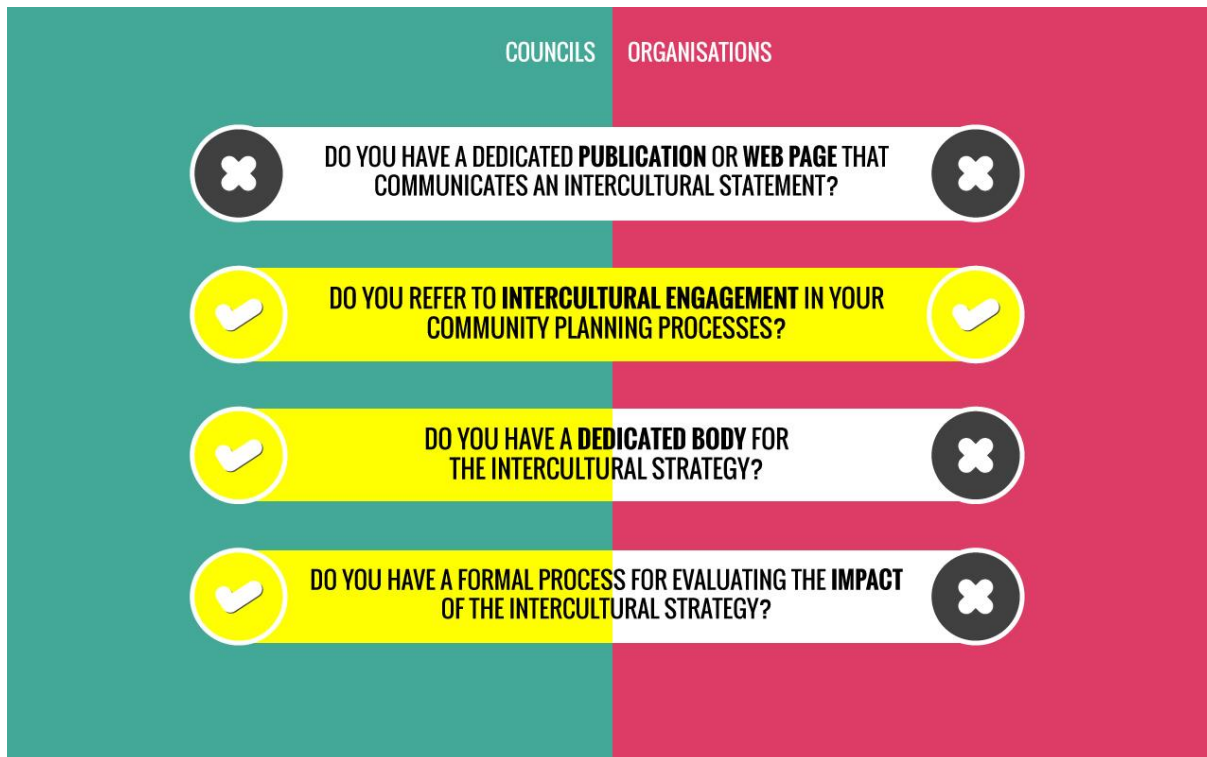 COUNCILS
ORGANISATIONS
DO YOU HAVE A DEDICATED PUBLICATION OR WEB PAGE THAT
COMMUNICATES AN INTERCULTURAL STATEMENT?
DO YOU REFER TO INTERCULTURAL ENGAGEMENT IN YOUR
COMMUNITY PLANNING PROCESSES?
DO YOU HAVE A DEDICATED BODY FOR
THE INTERCULTURAL STRATEGY?
DO YOU HAVE A FORMAL PROCESS FOR EVALUATING THE IMPACT
OF THE INTERCULTURAL STRATEGY?